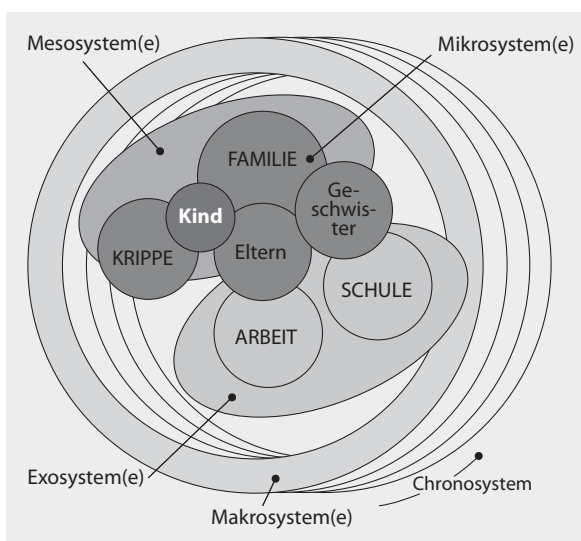 Mesosystem(e)
Mikrosystem(e)
FAMILIE
Ge-
schwis-
ter
Kind
KRIPPE
Eltern
SCHULE
ARBEIT
Exosystem(e)
Chronosystem
Makrosystem(e)